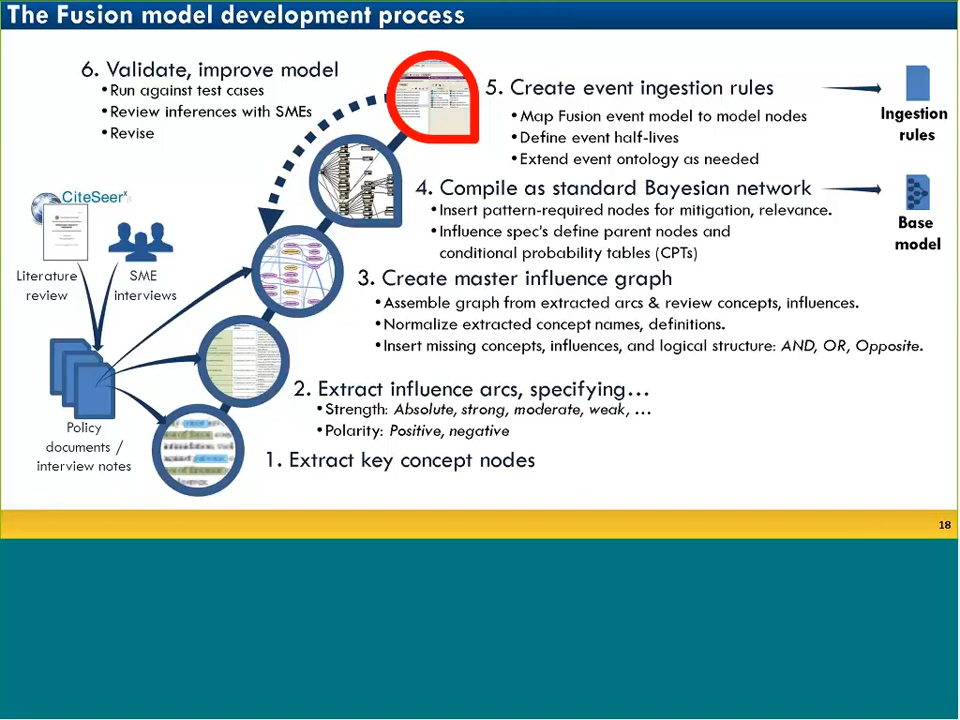 The Fusion model development process
6. Validate, improve model
•Run against test cases
•Review inferences with SMEs
•Revise
5. Create event ingestion rules
•Map Fusion event model to model nodes
•Define event half-lives
•Extend event ontology as needed
Ingestion
rules
4. Compile as standard Bayesian network
•Insert pattern-required nodes for mitigation, relevance.
•Influence spec's define parent nodes and
conditional probability tables (CPTs)
Base
model
CiteSeerx
Literature
review
SME
interviews
3. Create master influence graph
•Assemble graph from extracted arcs & review concepts, influences.
•Normalize extracted concept names, definitions.
•Insert missing concepts, influences, and logical structure: AND, OR, Opposite.
2. Extract influence arcs, specifying…
•Strength: Absolute, strong, moderate, weak, …
•Polarity: Positive, negative
Policy
documents /
interview notes
1. Extract key concept nodes
18